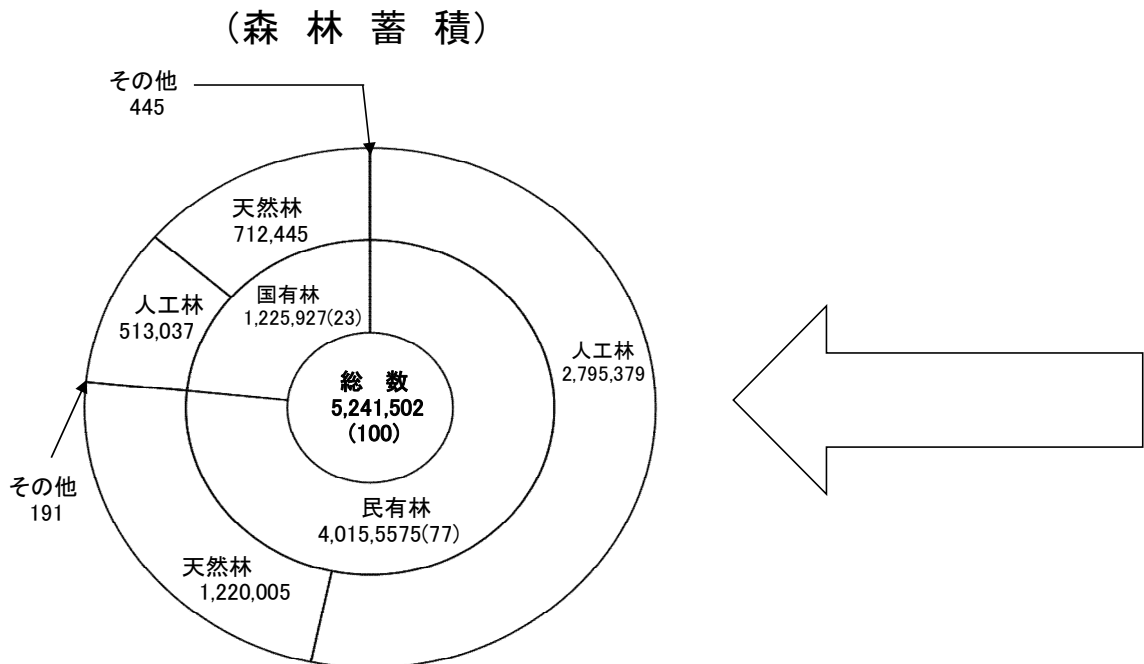 (森 林 蓄 積)
その他
445
天然林
712,445
人工林
513,037
国有林
1,225,927(23)
人工林
2,795,379
総 数
5,241,502
(100)
その他
191
民有林
4,015,5575(77)
天然林
1,220,005